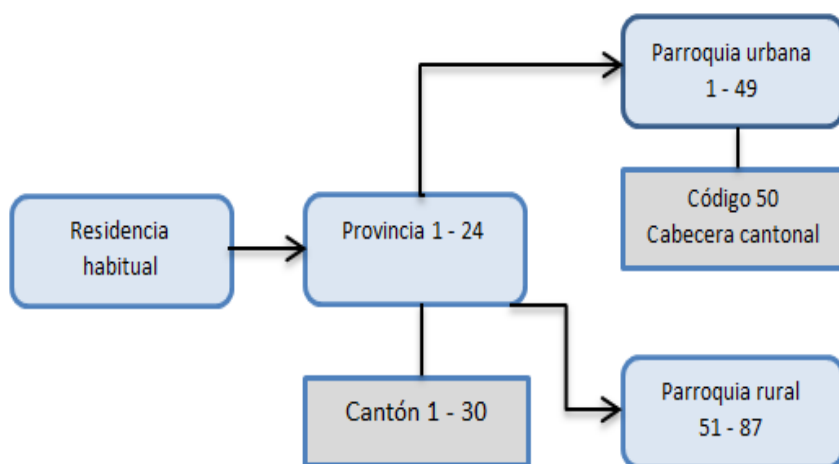 Parroquia urbana
1 - 49
Código 50
Cabecera cantonal
Residencia
habitual
Provincia 1 - 24
Cantón 1 - 30
Parroquia rural
51 - 87